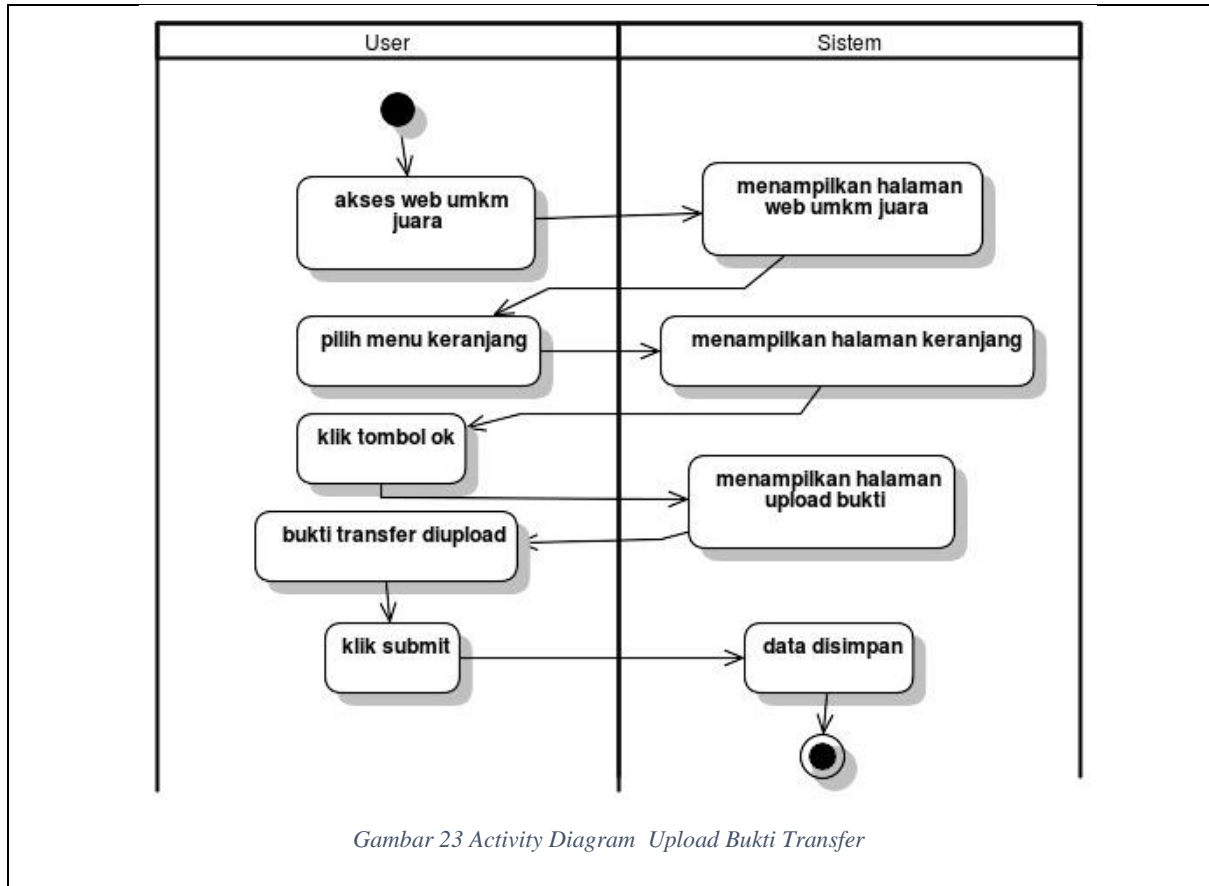 User
Sistem
akses web umkm
juara
menampilkan halaman
web umkm juara
pilih menu keranjang
menampilkan halaman keranjang
klik tombol ok
menampilkan halaman
upload bukti
bukti transfer diupload
klik submit
data disimpan
Gambar 23 Activity Diagram  Upload Bukti Transfer